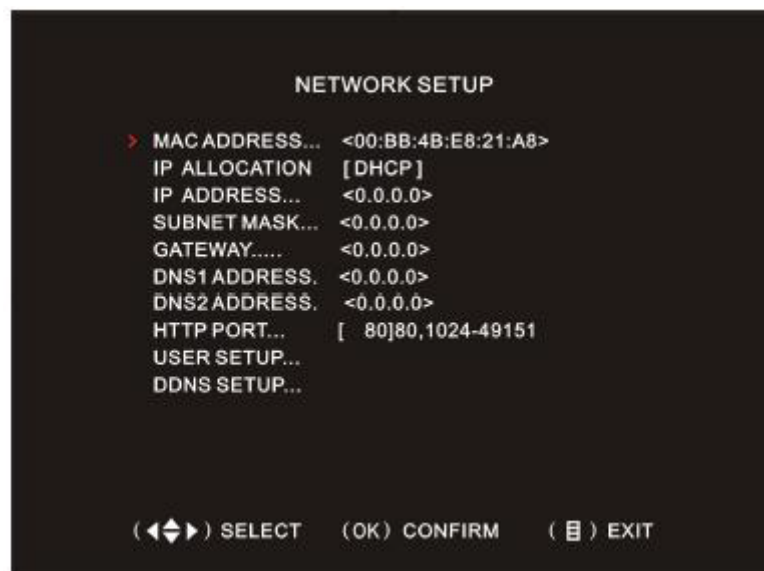 NETWORK SETUP
> MAC ADDRESS... <00:BB:4B:E8:21:A8>
IP ALLOCATION [DHCP]
IP ADDRESS... <0.0.0.0>
SUBNET MASK... <0.0.0.0>
GATEWAY..... <0.0.0.0>
DNS1 ADDRESS. <0.0.0.0>
DNS2 ADDRESS. <0.0.0.0>
HTTP PORT... [ 80]80,1024-49151
USER SETUP...
DDNS SETUP...
(◀◆▶) SELECT (OK) CONFIRM (目) EXIT